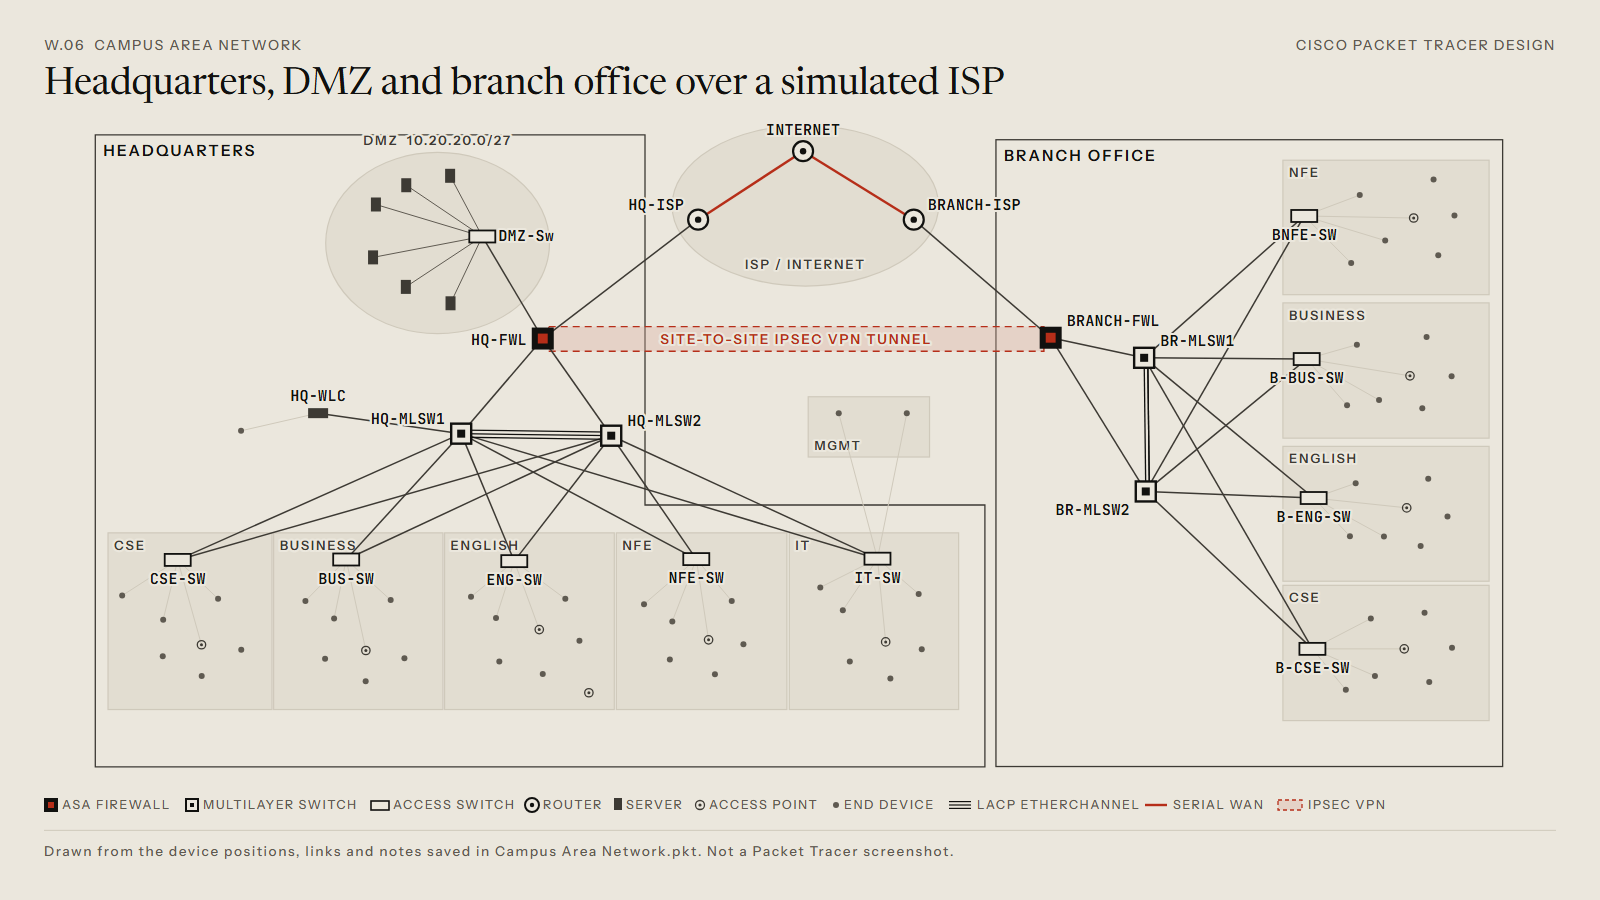 W.06 CAMPUS AREA NETWORK
CISCO PACKET TRACER DESIGN
Headquarters, DMZ and branch office over a simulated ISP
HEADQUARTERS
DMZ 10.20.20.0/27
DMZ-Sw
INTERNET
HQ-ISP
BRANCH-ISP
ISP / INTERNET
BRANCH OFFICE
HQ-FWL
SITE-TO-SITE IPSEC VPN TUNNEL
BRANCH-FWL
BR-MLSW1
BR-MLSW2
HQ-WLC
HQ-MLSW1
HQ-MLSW2
MGMT
NFE
BNFE-SW
BUSINESS
B-BUS-SW
ENGLISH
B-ENG-SW
CSE
B-CSE-SW
CSE
CSE-SW
BUSINESS
BUS-SW
ENGLISH
ENG-SW
NFE
NFE-SW
IT
IT-SW
ASA FIREWALL
MULTILAYER SWITCH
ACCESS SWITCH
ROUTER
SERVER
ACCESS POINT
END DEVICE
LACP ETHERCHANNEL
SERIAL WAN
IPSEC VPN
Drawn from the device positions, links and notes saved in Campus Area Network.pkt. Not a Packet Tracer screenshot.